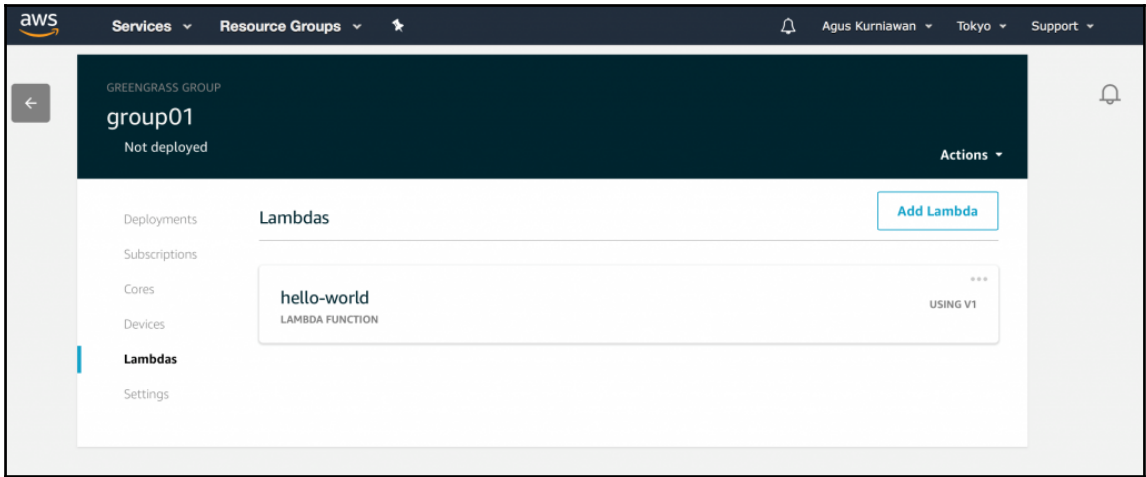 aws Services Resource Groups Agus Kurniawan Tokyo Support
GREENGRASS GROUP
group01
Not deployed
Actions
Deployments
Subscriptions
Cores
Devices
Lambdas
Settings
Lambdas
Add Lambda
hello-world
LAMBDA FUNCTION
USING V1